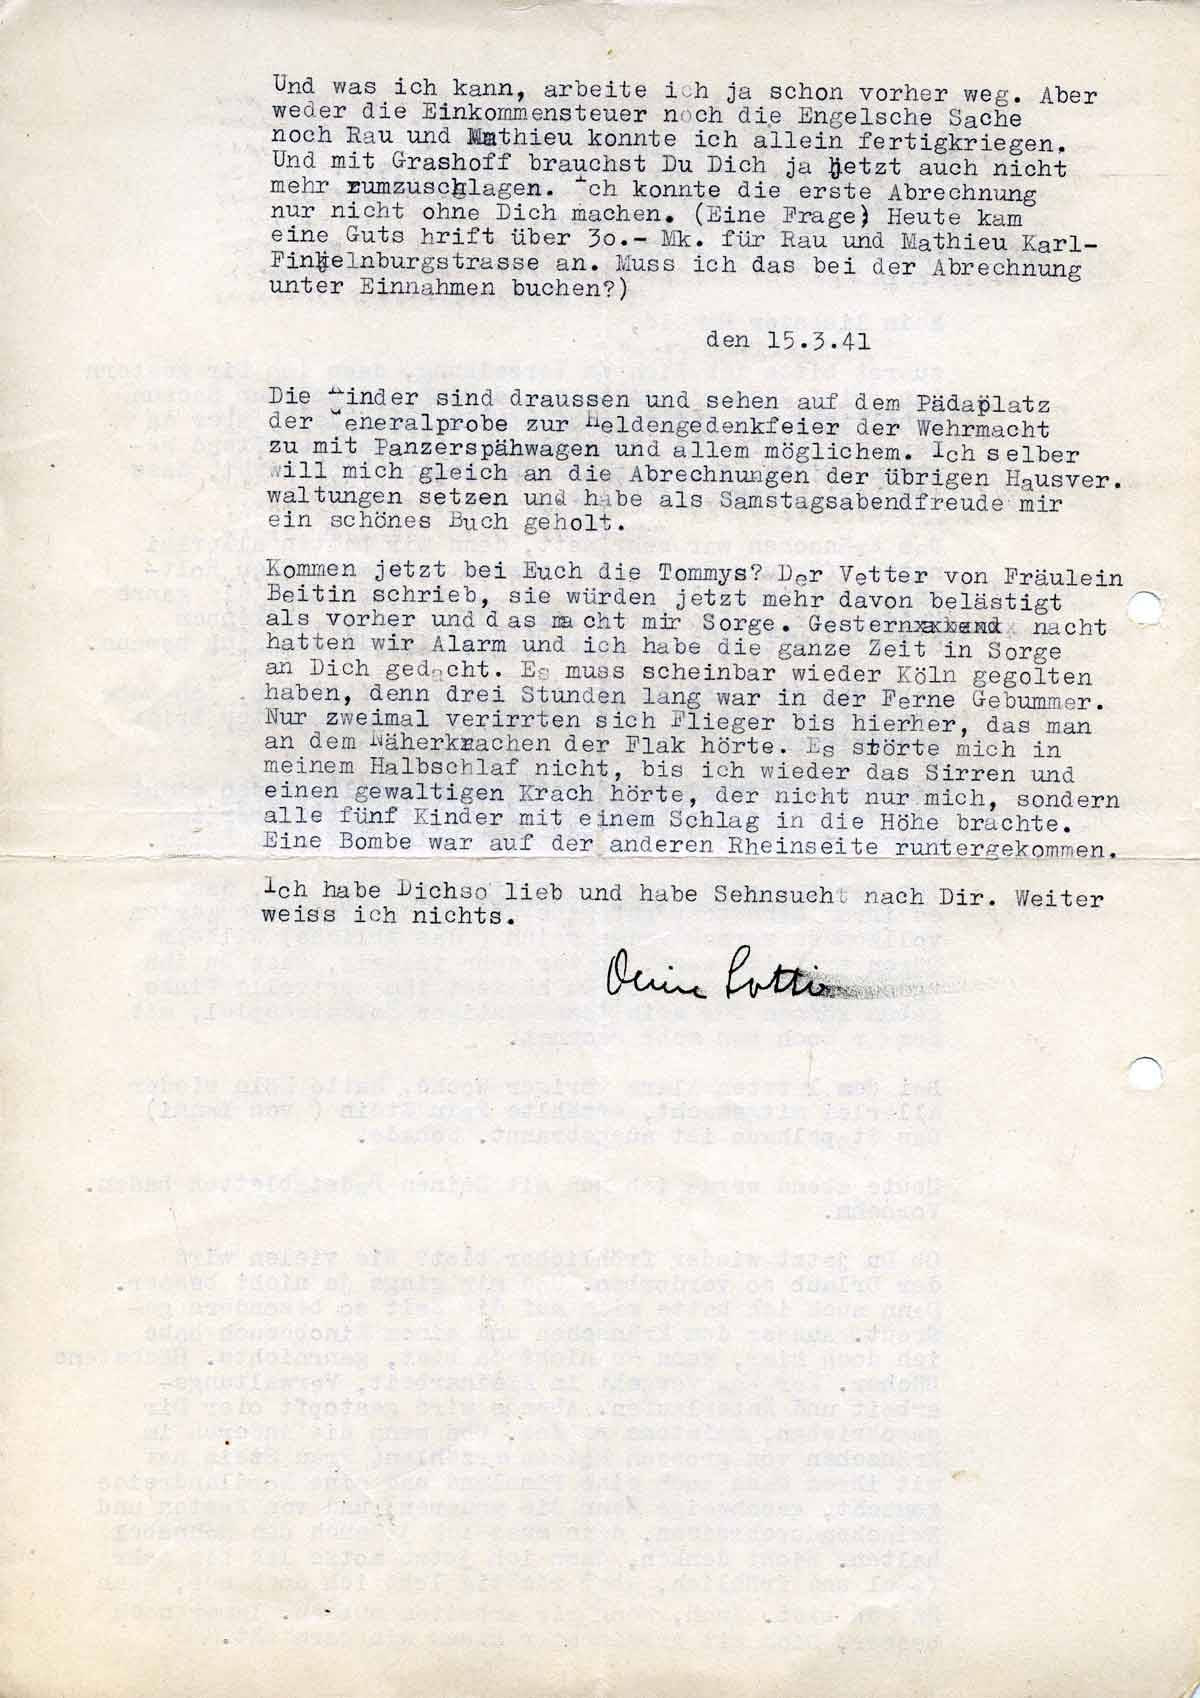 Und was ich kann, arbeite ich ja schon vorher weg. Aber
weder die Einkommensteuer noch die Engelsche Sache
noch Rau und Mathieu konnte ich allein fertigkriegen.
Und mit Grashoff brauchst Du Dich ja jetzt auch nicht
mehr rumzuschlagen. Ich konnte die erste Abrechnung
nur nicht ohne Dich machen. (Eine Frage) Heute kam
eine Guts hrift über 30.- Mk. für Rau und Mathieu Karl-
Finkelnburgstrasse an. Muss ich das bei der Abrechnung
unter Einnahmen buchen?)
den 15.3.41
Die Kinder sind draussen und sehen auf dem Pädaplatz
der Generalprobe zur Heldengedenkfeier der Wehrmacht
zu mit Panzerspähwagen und allem möglichem. Ich selber
will mich gleich an die Abrechnungen der übrigen Hausver.
waltungen setzen und habe als Samstagsabendfreude mir
ein schönes Buch geholt.
Kommen jetzt bei Euch die Tommys? Der Vetter von Fräulein
Beitin schrieb, sie würden jetzt mehr davon belästigt
als vorher und das macht mir Sorge. Gestern nacht
hatten wir Alarm und ich habe die ganze Zeit in Sorge
an Dich gedacht. Es muss scheinbar wieder Köln gegolten
haben, denn drei Stunden lang war in der Ferne Gebummer.
Nur zweimal verirrten sich Flieger bis hierher, das man
an dem Näherkrachen der Flak hörte. Es störte mich in
meinem Halbschlaf nicht, bis ich wieder das Sirren und
einen gewaltigen Krach hörte, der nicht nur mich, sondern
alle fünf Kinder mit einem Schlag in die Höhe brachte.
Eine Bombe war auf der anderen Rheinseite runtergekommen.
Ich habe Dichso lieb und habe Sehnsucht nach Dir. Weiter
weiss ich nichts.
Deine Lotti